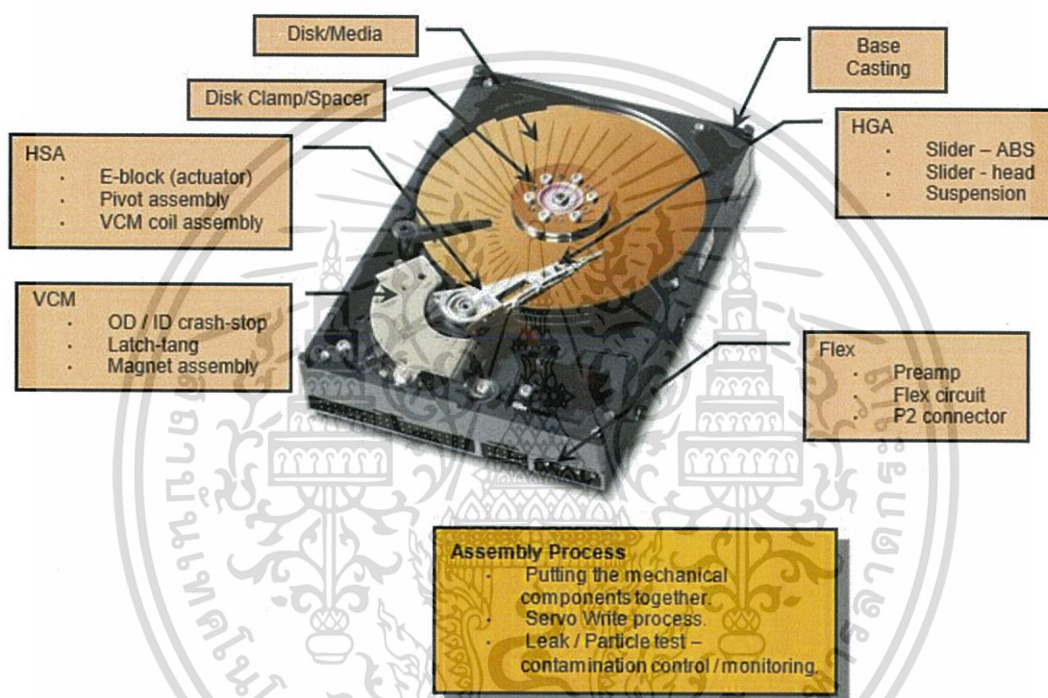 Disk/Media
Base
Casting
Disk Clamp/Spacer
HSA
· E-block (actuator)
· Pivot assembly
· VCM coil assembly
HGA
· Slider – ABS
· Slider - head
· Suspension
VCM
· OD / ID crash-stop
· Latch-tang
· Magnet assembly
Flex
· Preamp
· Flex circuit
· P2 connector
Assembly Process
· Putting the mechanical
components together.
· Servo Write process.
· Leak / Particle test –
contamination control / monitoring.